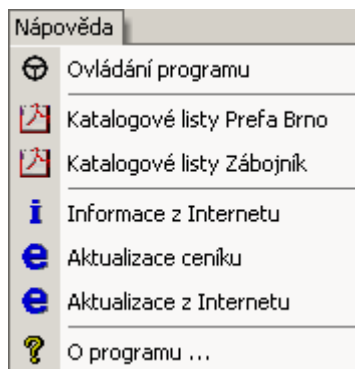 Nápověda
Ovládání programu
Katalogové listy Prefa Brno
Katalogové listy Zábojník
Informace z Internetu
Aktualizace ceníku
Aktualizace z Internetu
O programu ...